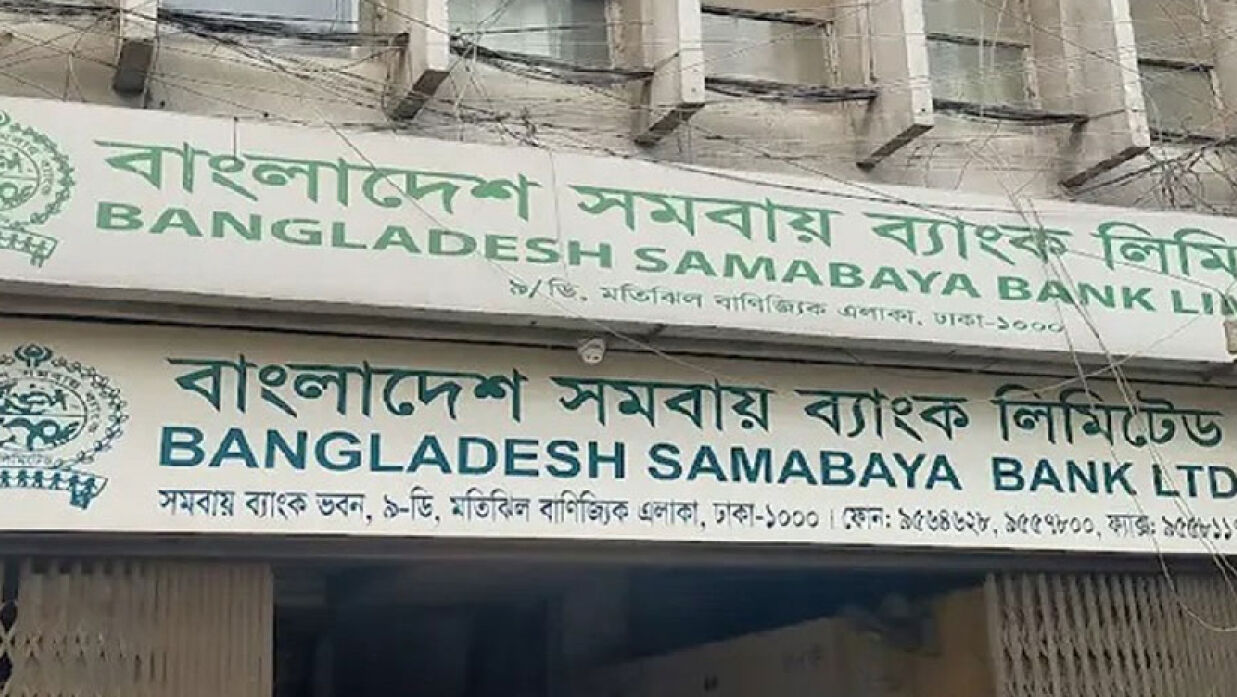 বাংলাদেশ সমবায় ব্যাংক লিমি
BANGLADESH SAMABAYA BANK LIM
৯/ডি, মতিঝিল বাণিজ্যিক এলাকা, ঢাকা-১০০০
বাংলাদেশ সমবায় ব্যাংক লিমিটেড
BANGLADESH SAMABAYA BANK LTD
সমবায় ব্যাংক ভবন, ৯-ডি, মতিঝিল বাণিজ্যিক এলাকা, ঢাকা-১০০০। ফোন: ৯৫৬৪৬২৮, ৯৫৫৭৮০০, ফ্যাক্স: